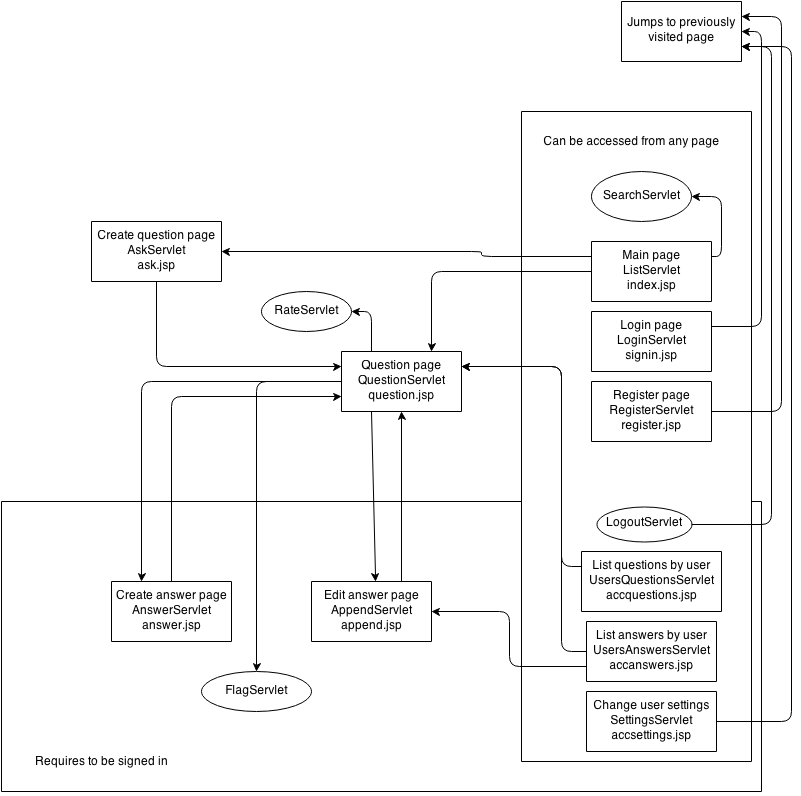 Jumps to previously
visited page
Can be accessed from any page
SearchServlet
Create question page
AskServlet
ask.jsp
Main page
ListServlet
index.jsp
RateServlet
Login page
LoginServlet
signin.jsp
Question page
QuestionServlet
question.jsp
Register page
RegisterServlet
register.jsp
LogoutServlet
List questions by user
UsersQuestionsServlet
accquestions.jsp
Create answer page
AnswerServlet
answer.jsp
Edit answer page
AppendServlet
append.jsp
List answers by user
UsersAnswersServlet
accanswers.jsp
FlagServlet
Change user settings
SettingsServlet
accsettings.jsp
Requires to be signed in